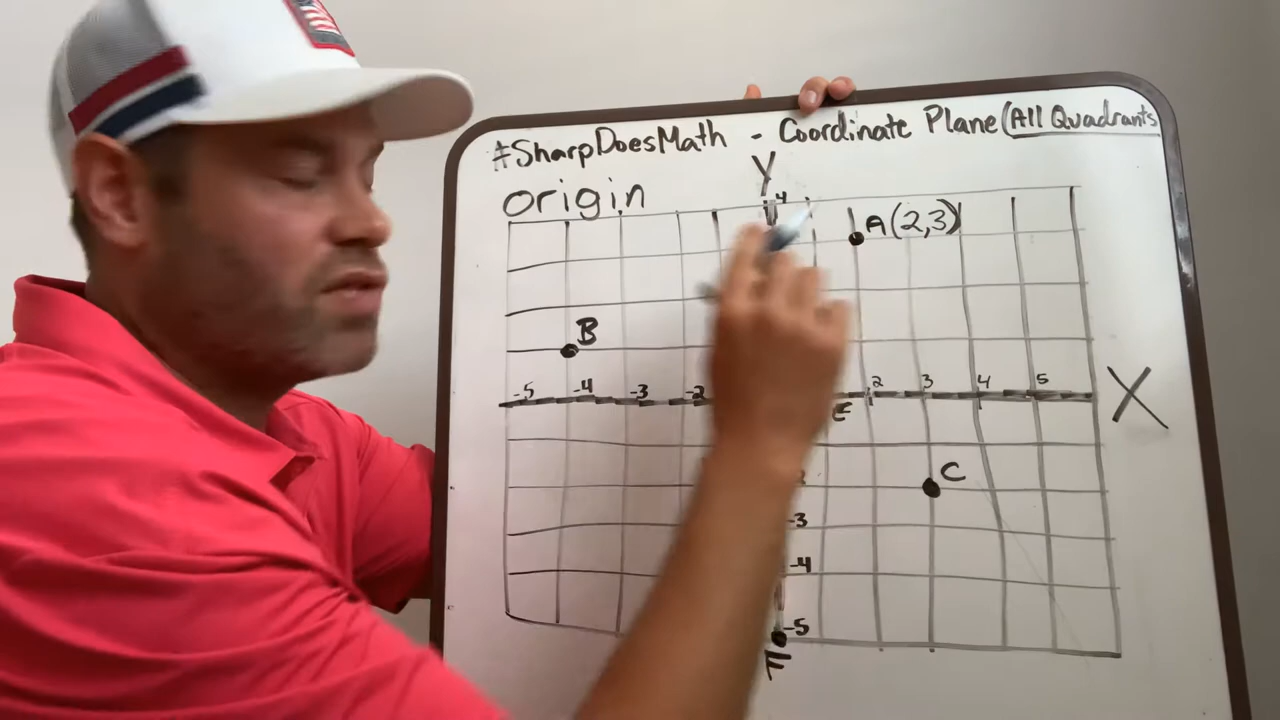 #SharpDoesMath - Coordinate Plane (All Quadrants
origin
Y
4
A(2,3)
B
-5 -4 -3 -2 2 3 4 5
X
E
C
-3
-4
-5
F